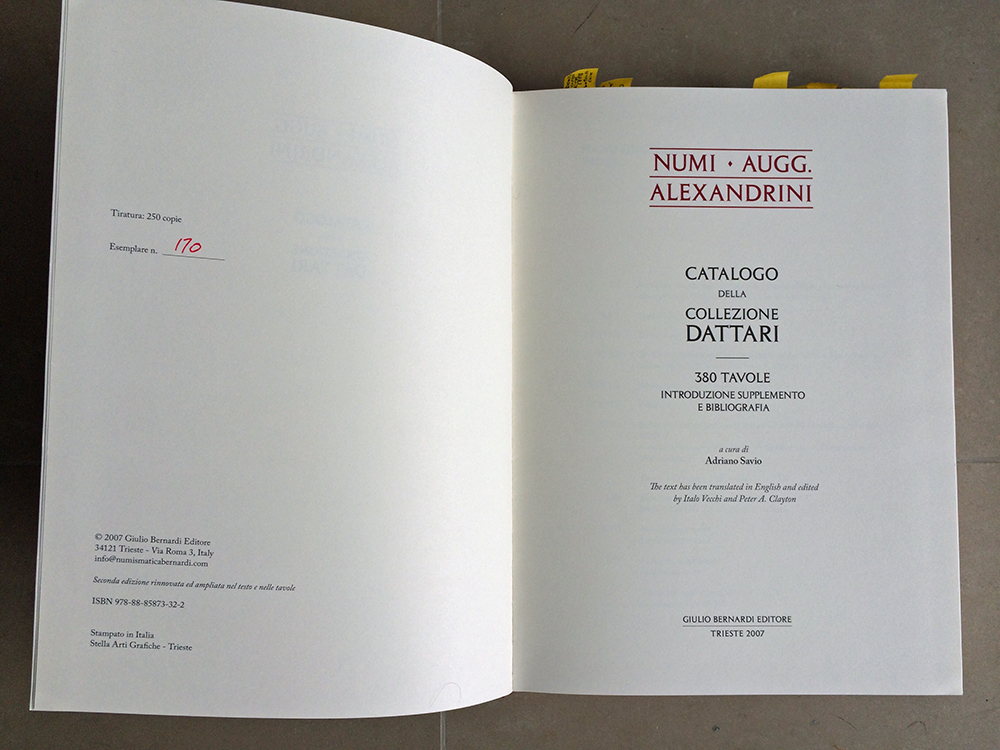 Tiratura: 250 copie
Esemplare n. 170
© 2007 Giulio Bernardi Editore
34121 Trieste - Via Roma 3, Italy
info@numismaticabernardi.com
Seconda edizione rinnovata ed ampliata nel testo e nelle tavole
ISBN 978-88-85873-32-2
Stampato in Italia
Stella Arti Grafiche - Trieste
NUMI · AUGG.
ALEXANDRINI
CATALOGO
DELLA
COLLEZIONE
DATTARI
380 TAVOLE
INTRODUZIONE SUPPLEMENTO
E BIBLIOGRAFIA
a cura di
Adriano Savio
The text has been translated in English and edited
by Italo Vecchi and Peter A. Clayton
GIULIO BERNARDI EDITORE
TRIESTE 2007